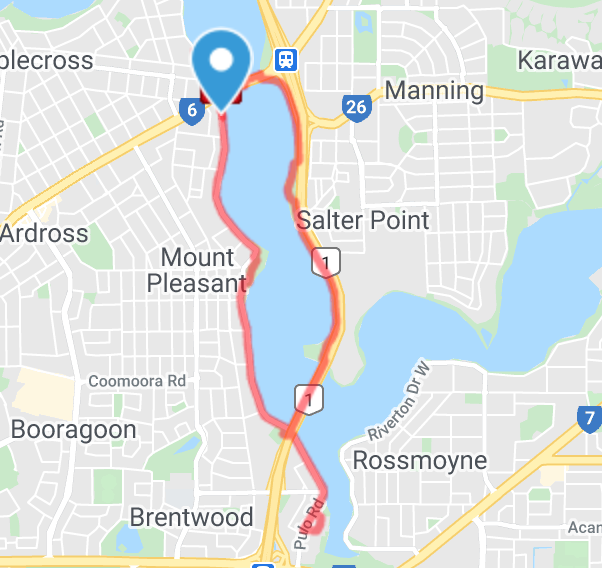 plecross
Karawa
Manning
26
6
Rd
Ardross
Salter Point
Mount
Pleasant
1
Coomoora Rd
1
Riverton Dr W
7
Booragoon
Rossmoyne
Brentwood
Pulo Rd
Acan